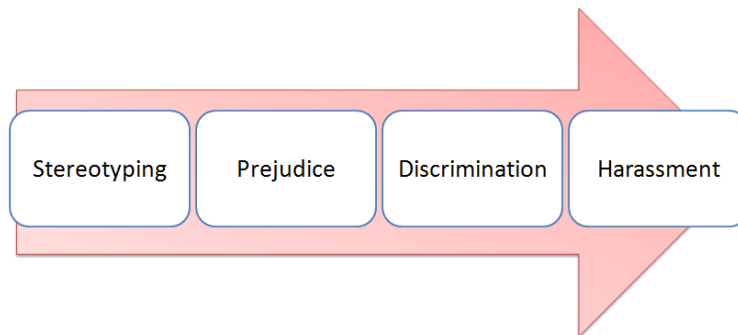 Stereotyping
Prejudice
Discrimination
Harassment